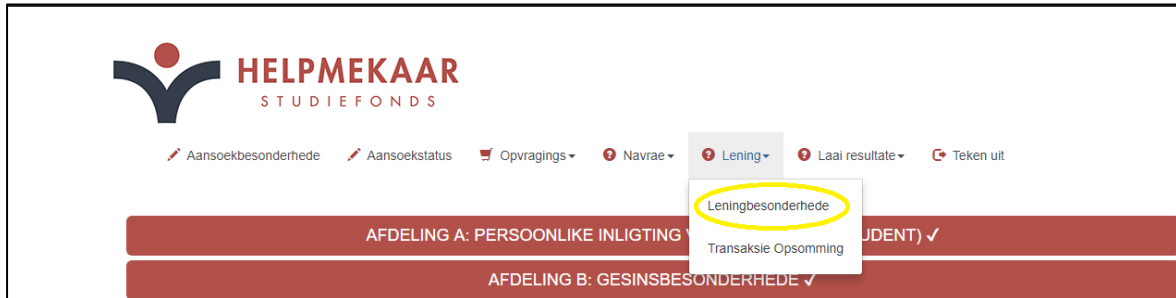 HELPMEKAAR
STUDIEFONDS
Aansoekbesonderhede Aansoekstatus Opvragings Navrae Lening Laai resultate Teken uit
Leningbesonderhede
Transaksie Opsomming
AFDELING A: PERSOONLIKE INLIGTING UDENT) ✓
AFDELING B: GESINSBESONDERHEDE ✓